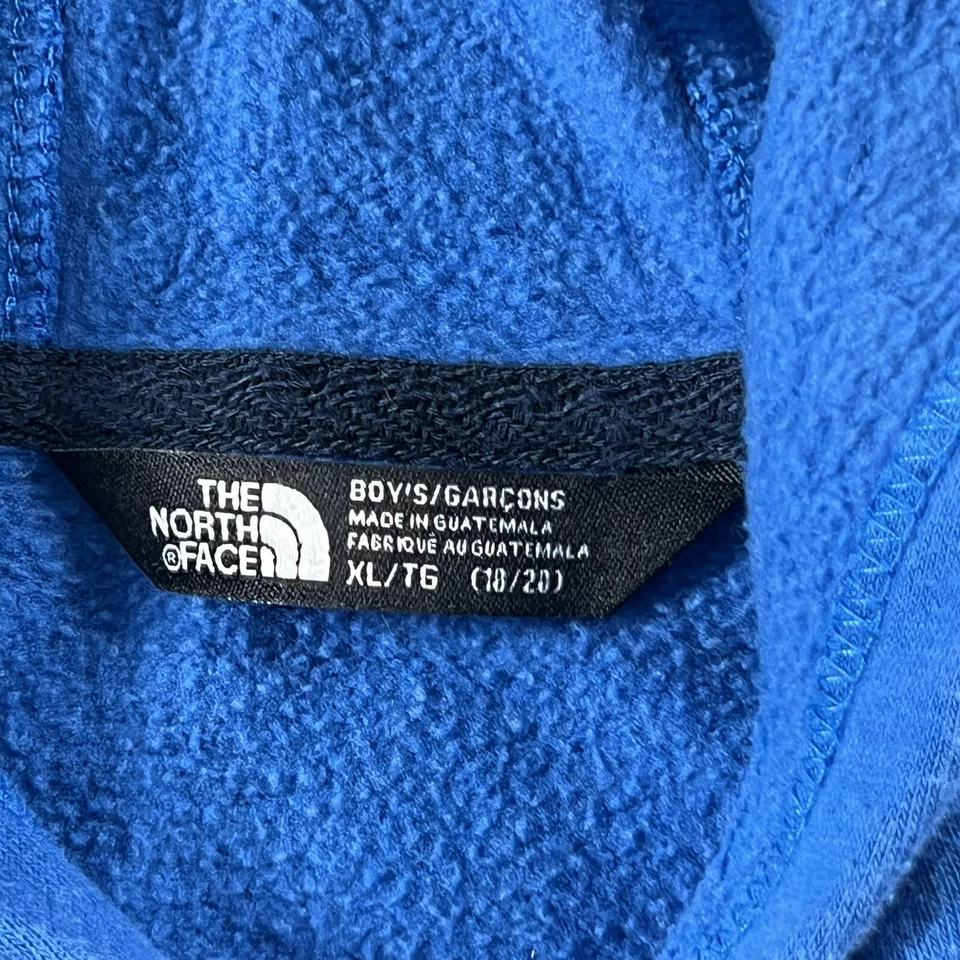 THE
NORTH
®FACE
BOY'S/GARÇONS
MADE IN GUATEMALA
FABRIQUÉ AU GUATEMALA
XL/TG (18/20)